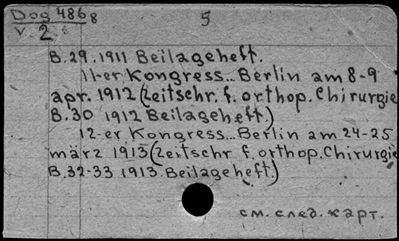 Dog 4868 5
V. 2
B.29.1911 Beilageheft.
11-er Kongress... Berlin am 8-9
apr. 1912 (Zeitschr. f. orthop. Chirurgie
B.30 1912 Beilageheft.)
12-er Kongress... Berlin am 24-25
märz 1913 (Zeitschr f. orthop. Chirurgie
B.32-33 1913 Beilageheft.)
см. след. карт.